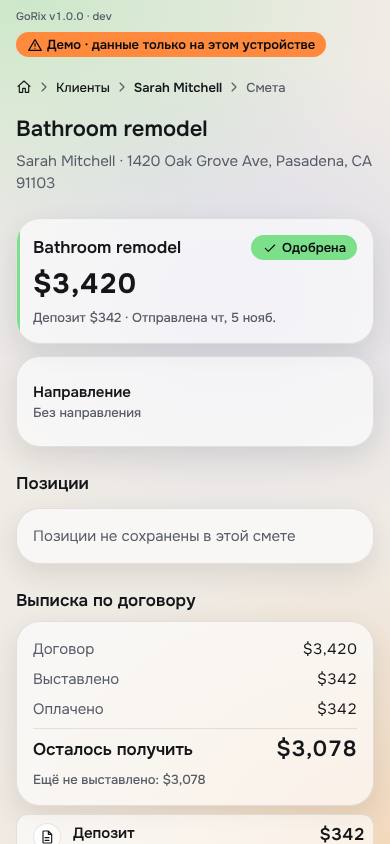 GoRix v1.0.0 · dev
Демо · данные только на этом устройстве
Клиенты > Sarah Mitchell > Смета
Bathroom remodel
Sarah Mitchell · 1420 Oak Grove Ave, Pasadena, CA
91103
Bathroom remodel
Одобрена
$3,420
Депозит $342 · Отправлена чт, 5 нояб.
Направление
Без направления
Позиции
Позиции не сохранены в этой смете
Выписка по договору
Договор $3,420
Выставлено $342
Оплачено $342
Осталось получить $3,078
Ещё не выставлено: $3,078
Депозит $342